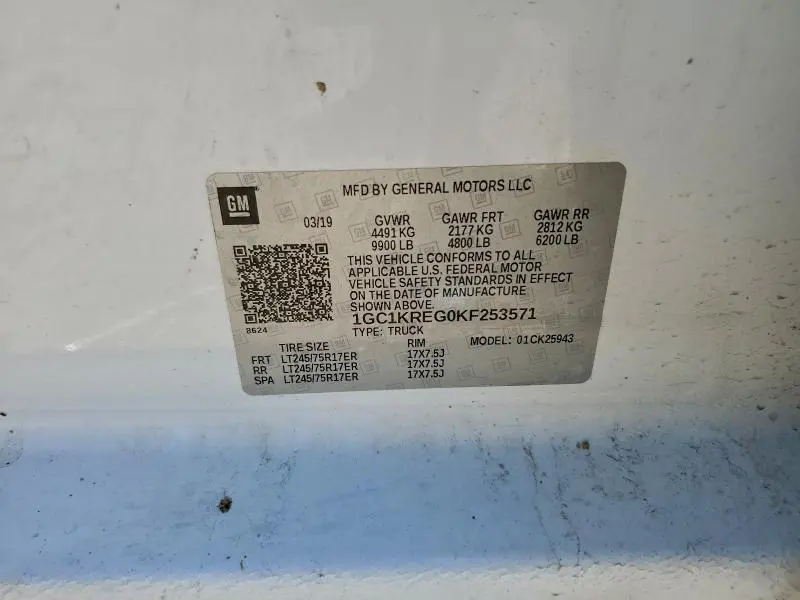 GM
MFD BY GENERAL MOTORS LLC
03/19 GVWR GAWR FRT GAWR RR
4491 KG 2177 KG 2812 KG
9900 LB 4800 LB 6200 LB
THIS VEHICLE CONFORMS TO ALL
APPLICABLE U.S. FEDERAL MOTOR
VEHICLE SAFETY STANDARDS IN EFFECT
ON THE DATE OF MANUFACTURE
SHOWN ABOVE.
8624
1GC1KREG0KF253571
TYPE: TRUCK MODEL: 01CK25943
TIRE SIZE RIM
FRT LT245/75R17ER 17X7.5J
RR LT245/75R17ER 17X7.5J
SPA LT245/75R17ER 17X7.5J